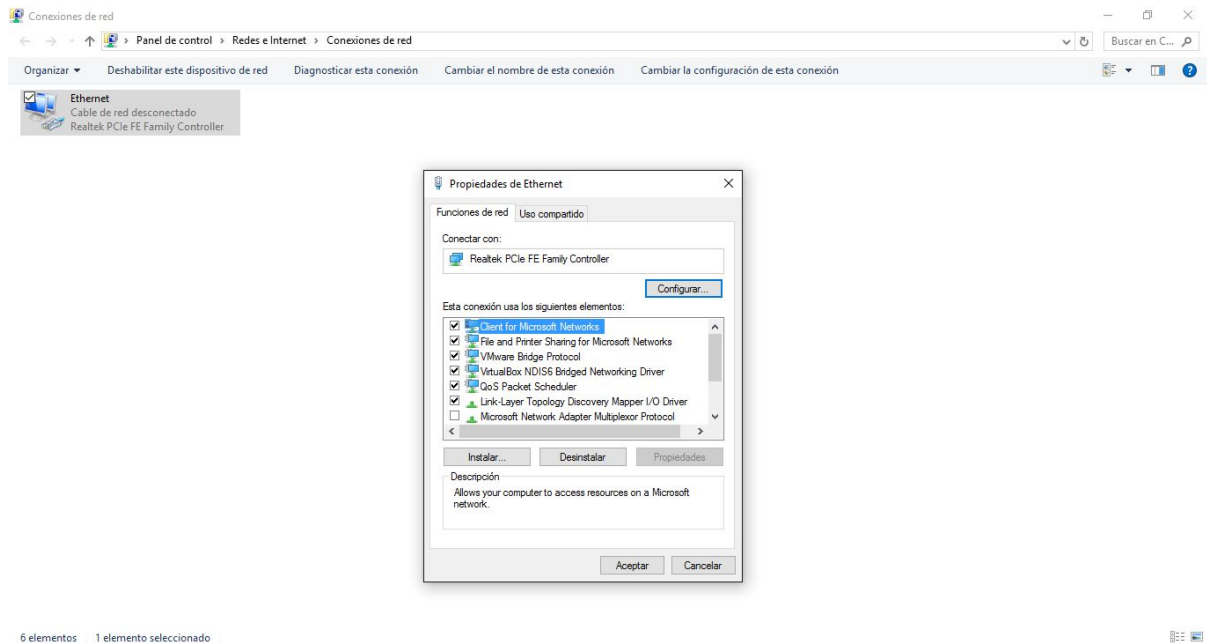 Conexiones de red
Panel de control > Redes e Internet > Conexiones de red
Buscar en C...
Organizar
Deshabilitar este dispositivo de red
Diagnosticar esta conexión
Cambiar el nombre de esta conexión
Cambiar la configuración de esta conexión
Ethernet
Cable de red desconectado
Realtek PCIe FE Family Controller
Propiedades de Ethernet
Funciones de red
Uso compartido
Conectar con:
Realtek PCIe FE Family Controller
Configurar...
Esta conexión usa los siguientes elementos:
Client for Microsoft Networks
File and Printer Sharing for Microsoft Networks
VMware Bridge Protocol
VirtualBox NDIS6 Bridged Networking Driver
QoS Packet Scheduler
Link-Layer Topology Discovery Mapper I/O Driver
Microsoft Network Adapter Multiplexor Protocol
Instalar...
Desinstalar
Propiedades
Descripción
Allows your computer to access resources on a Microsoft
network.
Aceptar
Cancelar
6 elementos
1 elemento seleccionado